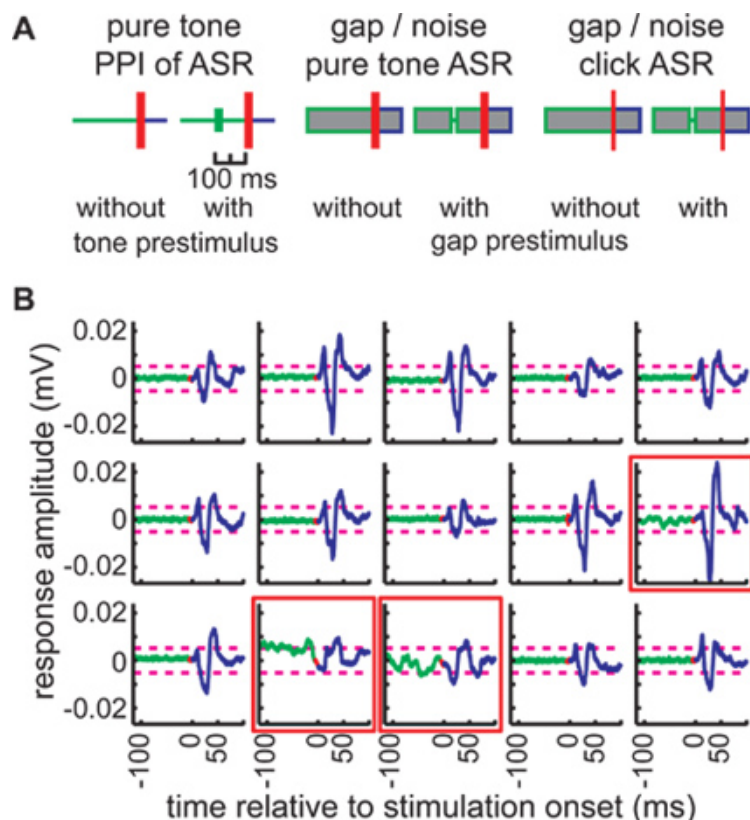 A
pure tone
PPI of ASR
gap / noise
pure tone ASR
gap / noise
click ASR
100 ms
without with
tone prestimulus
without with without with
gap prestimulus
B
response amplitude (mV)
0.02
0
-0.02
0.02
0
-0.02
0.02
0
-0.02
-100 0 50 -100 0 50 -100 0 50 -100 0 50 -100 0 50
time relative to stimulation onset (ms)